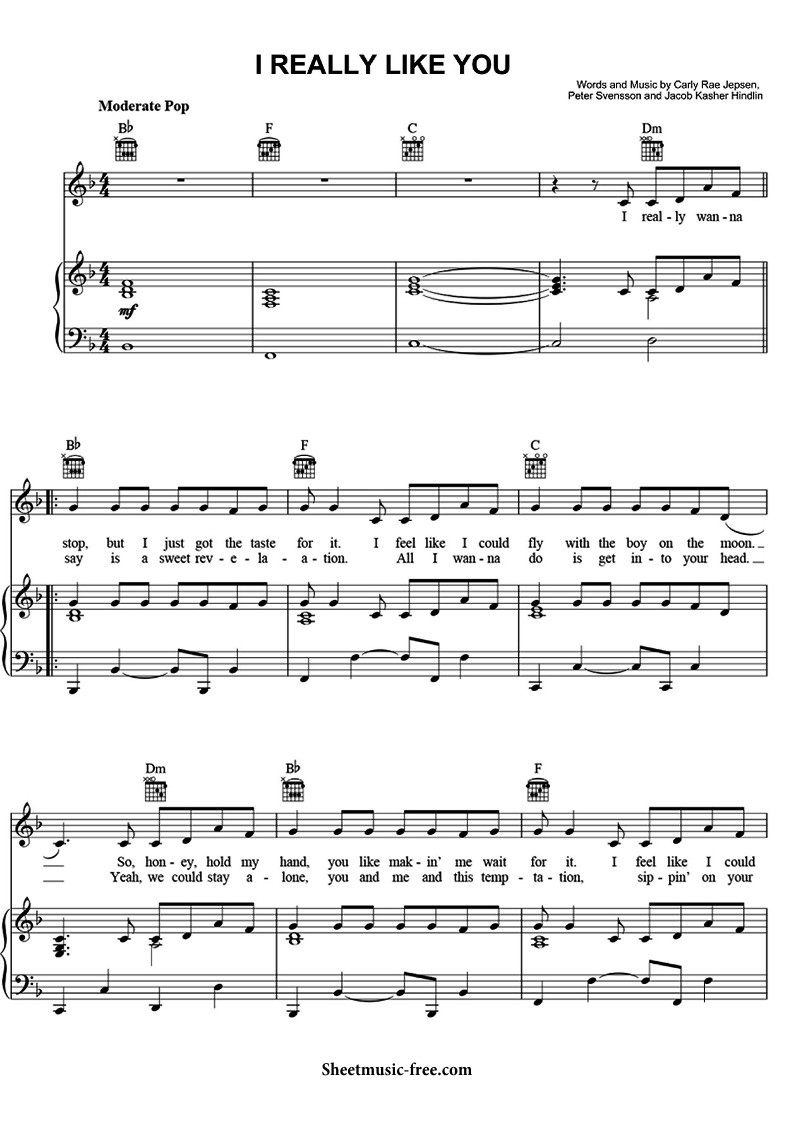 I REALLY LIKE YOU
Words and Music by Carly Rae Jepsen,
Peter Svensson and Jacob Kasher Hindlin
Moderate Pop
B♭ F C Dm
I real - ly wan - na
mf
B♭ F C
stop, but I just got the taste for it. I feel like I could fly with the boy on the moon.
say is a sweet rev - e - la - a - tion. All I wan - na do is get in - to your head.
Dm B♭ F
So, hon - ey, hold my hand, you like mak - in' me wait for it. I feel like I could
Yeah, we could stay a - lone, you and me and this temp - ta - tion, sip - pin' on your
Sheetmusic-free.com